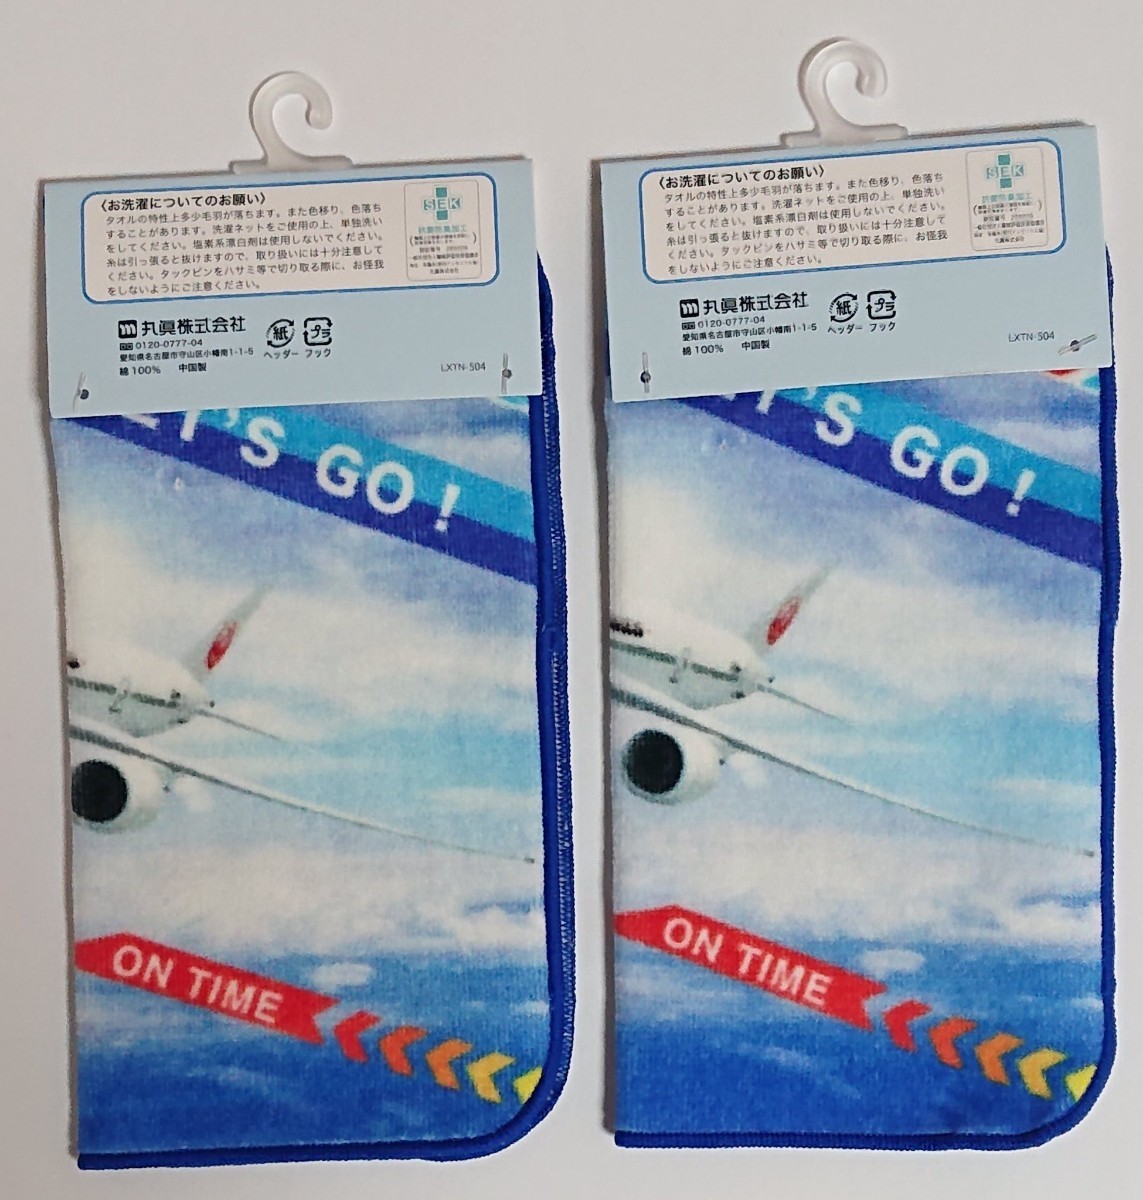 〈お洗濯についてのお願い〉
タオルの特性上多少毛羽が落ちます。また色移り、色落ち
することがあります。洗濯ネットをご使用の上、単独洗い
をしてください。塩素系漂白剤は使用しないでください。
糸は引っ張ると抜けますので、取り扱いには十分注意して
ください。タックピンをハサミ等で切り取る際に、お怪我
をしないようにご注意ください。
SEK
抗菌防臭加工
丸眞株式会社
0120-0777-04
愛知県名古屋市守山区小幡南1-1-5
綿100% 中国製
紙 プラ
ヘッダー フック
LXTN-504
'S GO!
ON TIME
〈お洗濯についてのお願い〉
タオルの特性上多少毛羽が落ちます。また色移り、色落ち
することがあります。洗濯ネットをご使用の上、単独洗い
をしてください。塩素系漂白剤は使用しないでください。
糸は引っ張ると抜けますので、取り扱いには十分注意して
ください。タックピンをハサミ等で切り取る際に、お怪我
をしないようにご注意ください。
SEK
抗菌防臭加工
丸眞株式会社
0120-0777-04
愛知県名古屋市守山区小幡南1-1-5
綿100% 中国製
紙 プラ
ヘッダー フック
LXTN-504
'S GO!
ON TIME